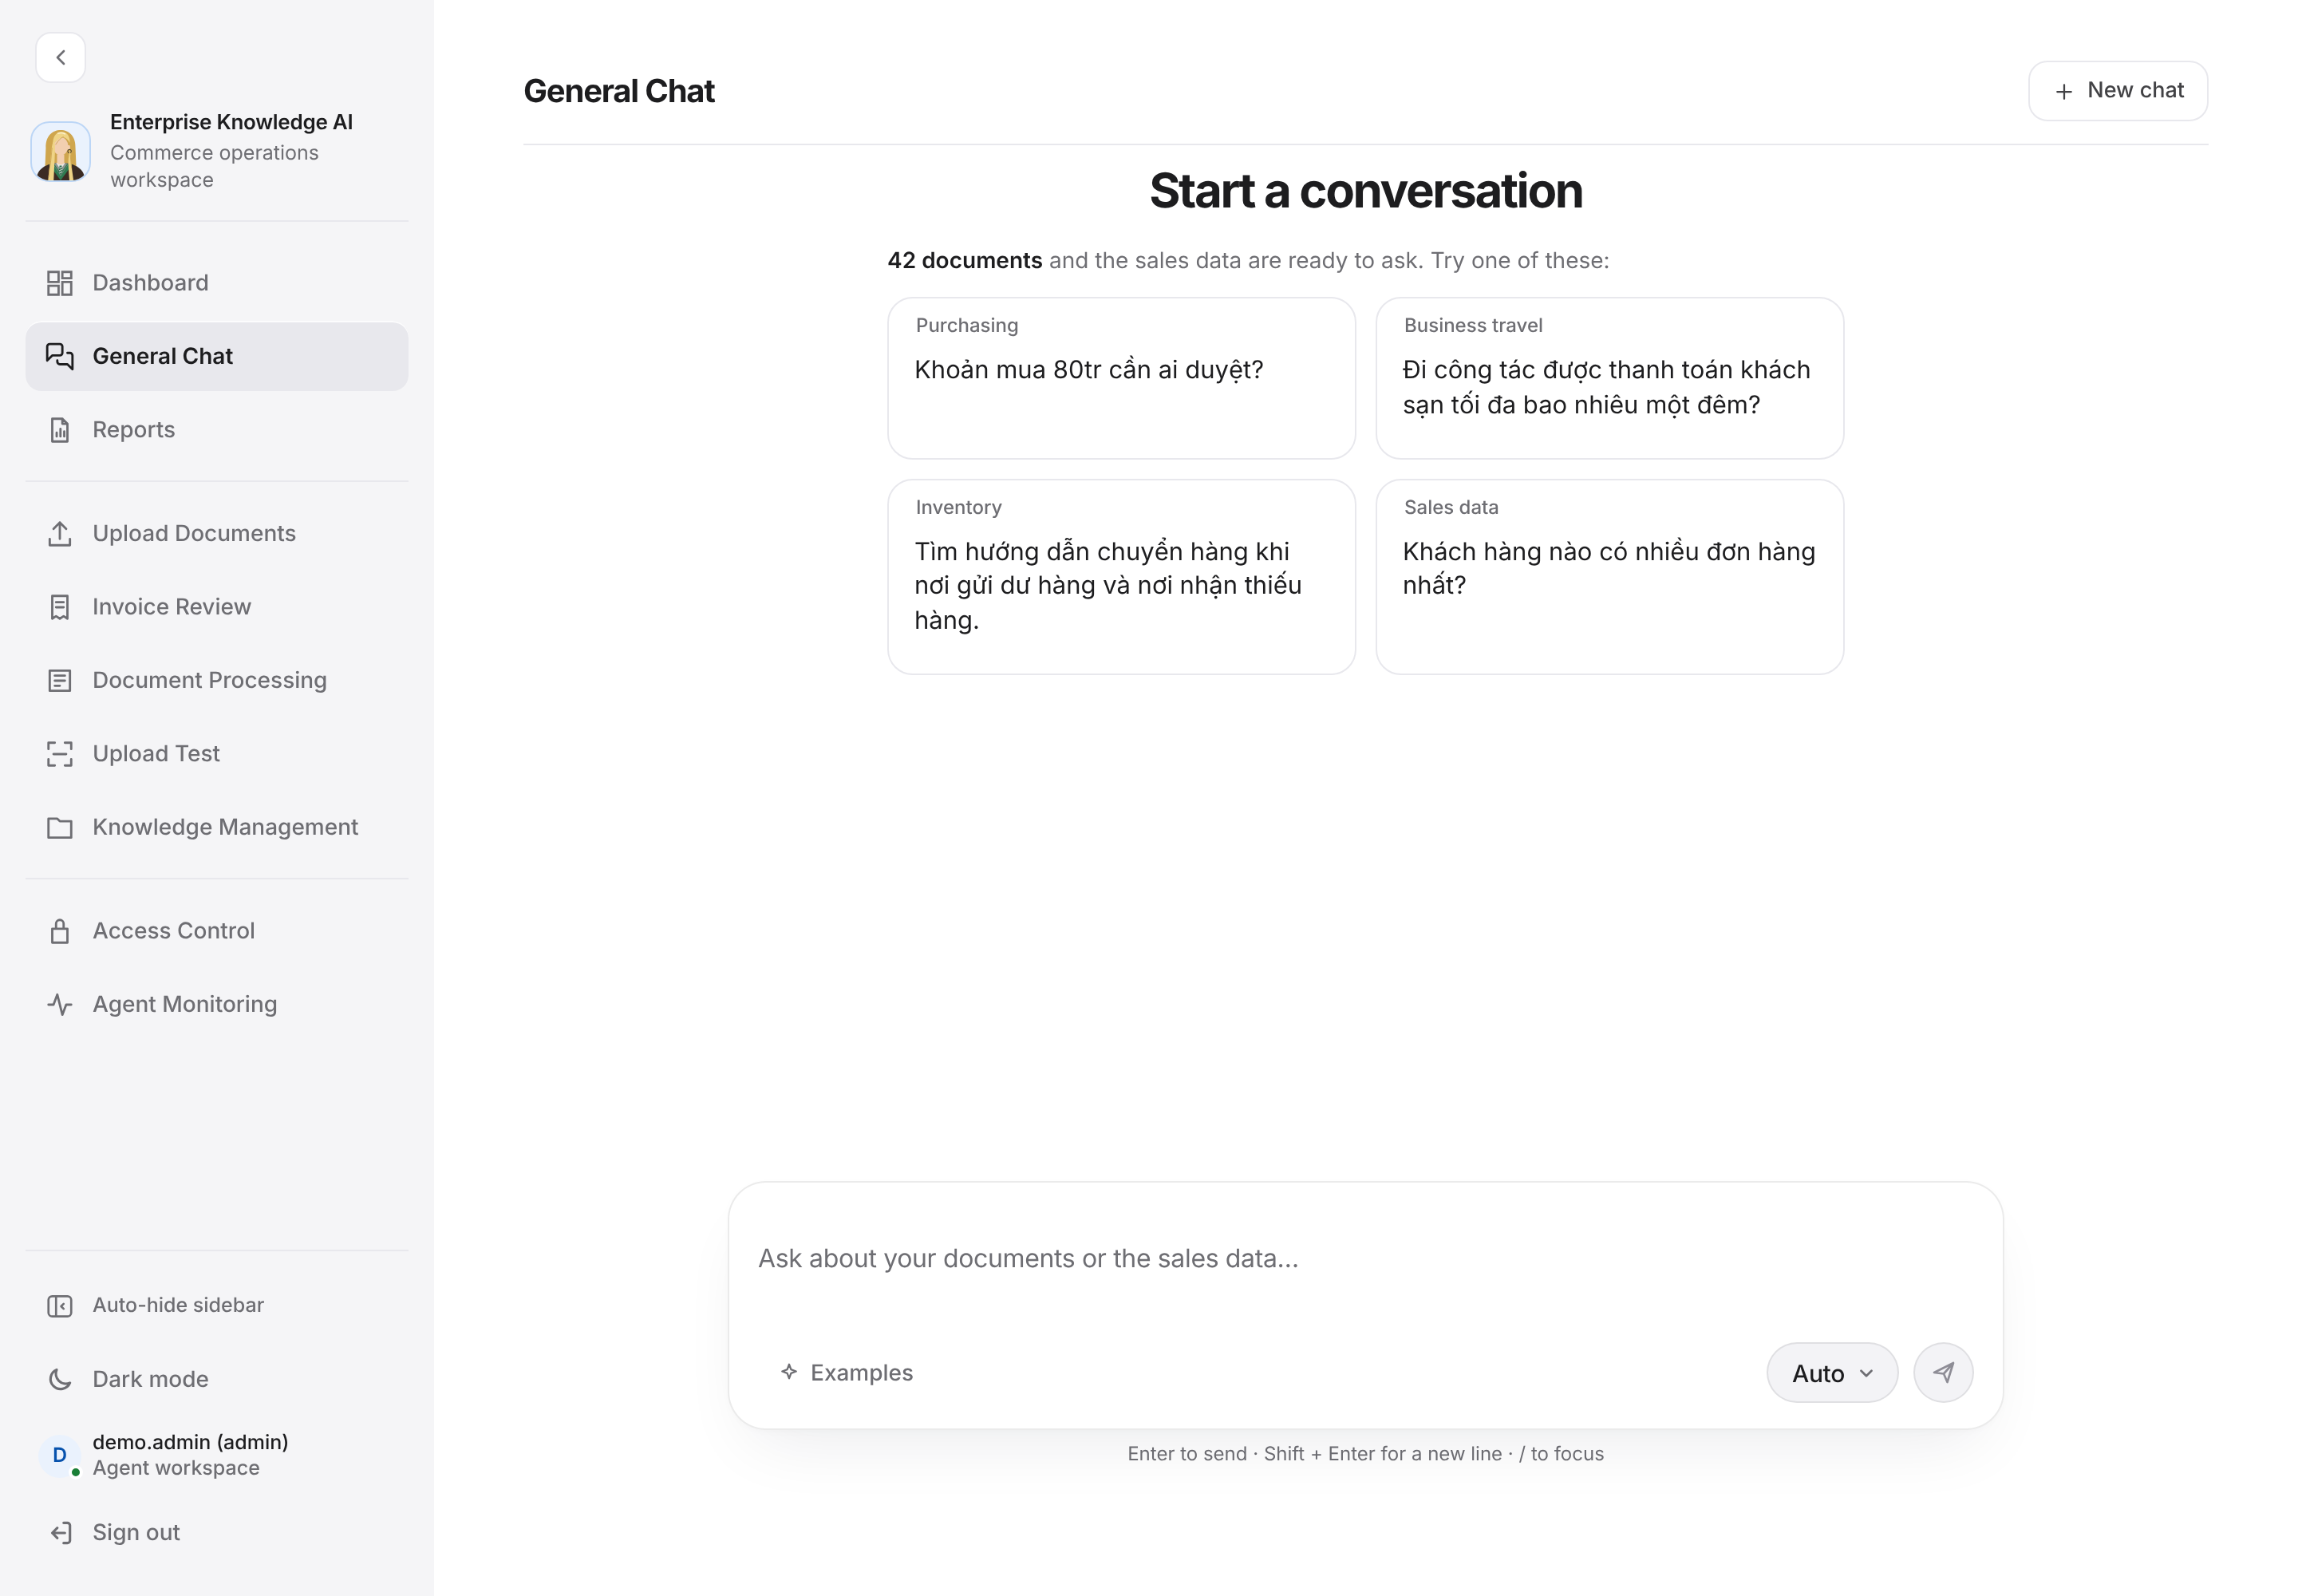 Enterprise Knowledge AI
Commerce operations
workspace
Dashboard
General Chat
Reports
Upload Documents
Invoice Review
Document Processing
Upload Test
Knowledge Management
Access Control
Agent Monitoring
Auto-hide sidebar
Dark mode
D
demo.admin (admin)
Agent workspace
Sign out
General Chat
New chat
Start a conversation
42 documents and the sales data are ready to ask. Try one of these:
Purchasing
Khoản mua 80tr cần ai duyệt?
Business travel
Đi công tác được thanh toán khách
sạn tối đa bao nhiêu một đêm?
Inventory
Tìm hướng dẫn chuyển hàng khi
nơi gửi dư hàng và nơi nhận thiếu
hàng.
Sales data
Khách hàng nào có nhiều đơn hàng
nhất?
Ask about your documents or the sales data...
Examples
Auto
Enter to send · Shift + Enter for a new line · / to focus